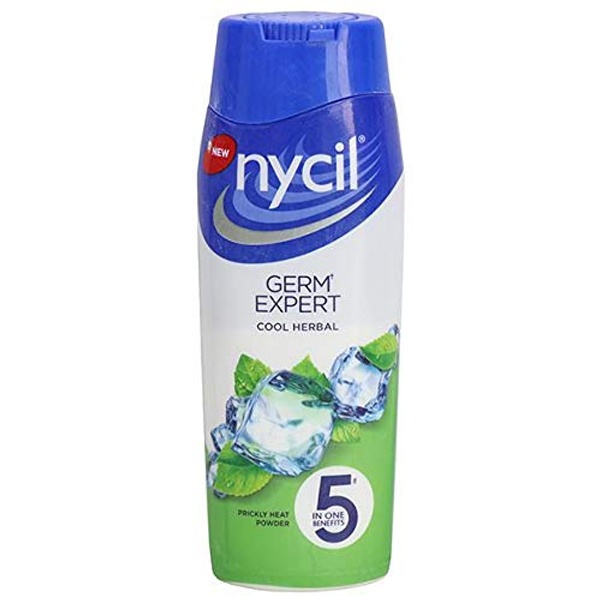 NEW
nycil®
GERM†
EXPERT
COOL HERBAL
PRICKLY HEAT
POWDER
5#
IN ONE
BENEFITS